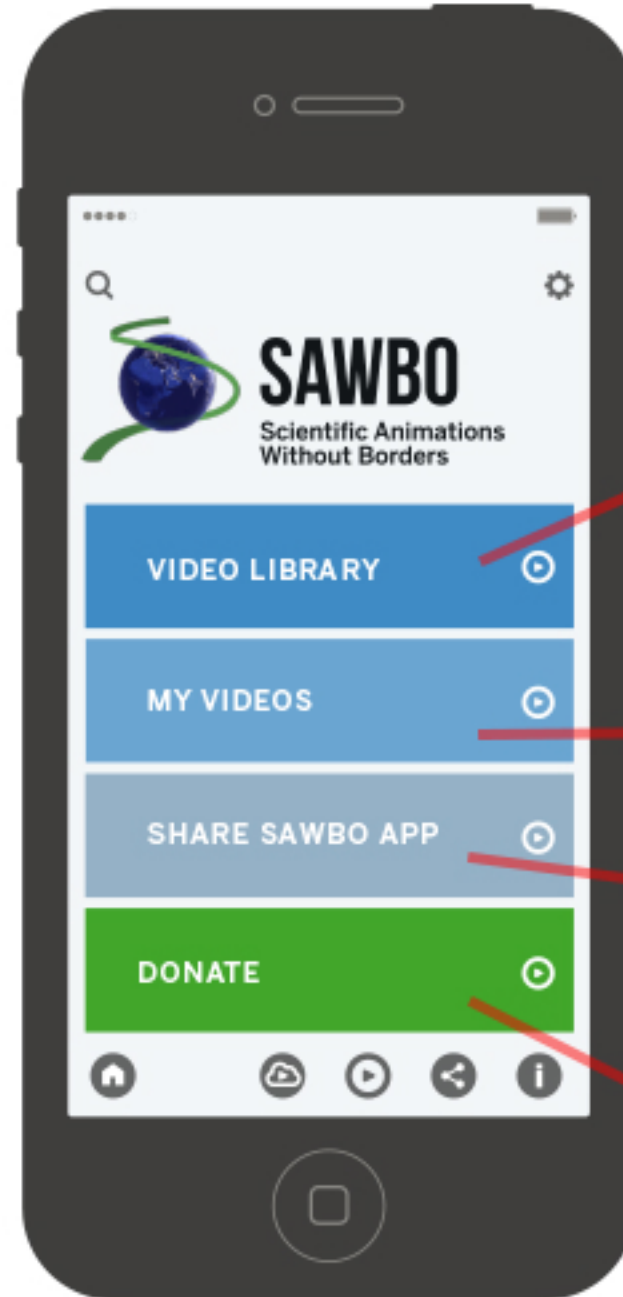 SAWBO
Scientific Animations
Without Borders
VIDEO LIBRARY
MY VIDEOS
SHARE SAWBO APP
DONATE